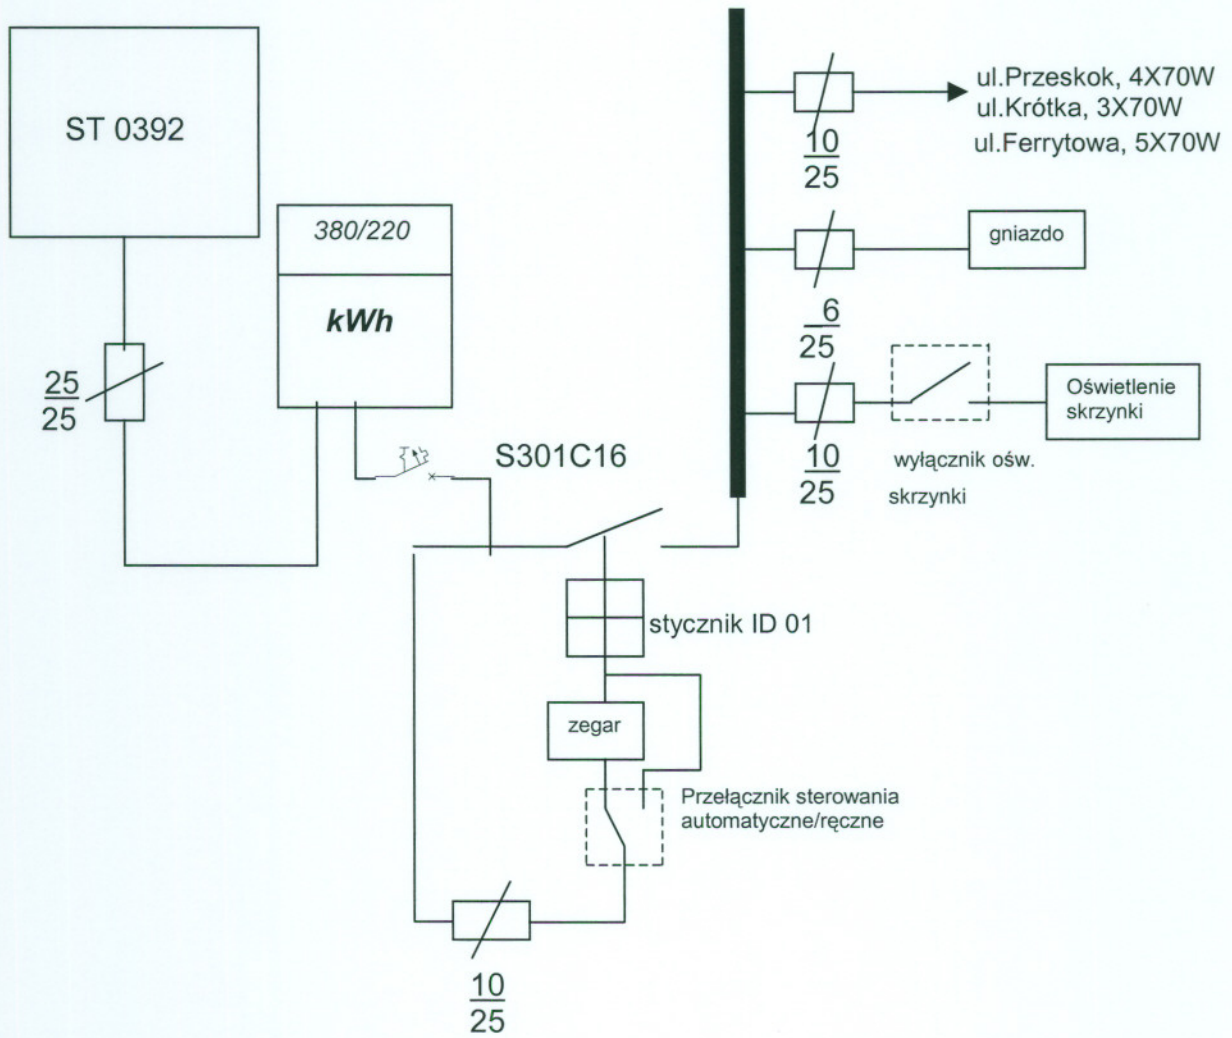 ST 0392
380/220
kWh
25
25
S301C16
ul.Przeskok, 4X70W
ul.Krótka, 3X70W
ul.Ferrytowa, 5X70W
10
25
gniazdo
6
25
Oświetlenie
skrzynki
10
25
wyłącznik ośw.
skrzynki
stycznik ID 01
zegar
Przełącznik sterowania
automatyczne/ręczne
10
25